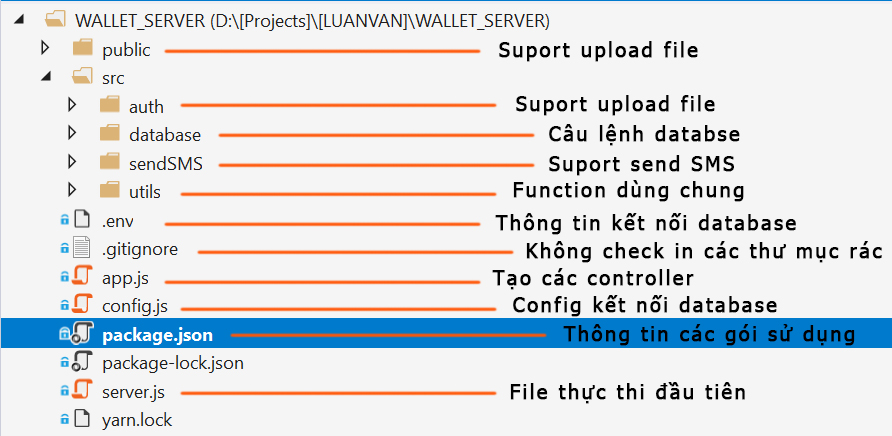 WALLET_SERVER (D:\[Projects]\[LUANVAN]\WALLET_SERVER)
public Suport upload file
src
auth Suport upload file
database Câu lệnh databse
sendSMS Suport send SMS
utils Function dùng chung
.env Thông tin kết nối database
.gitignore Không check in các thư mục rác
app.js Tạo các controller
config.js Config kết nối database
package.json Thông tin các gói sử dụng
package-lock.json
server.js File thực thi đầu tiên
yarn.lock